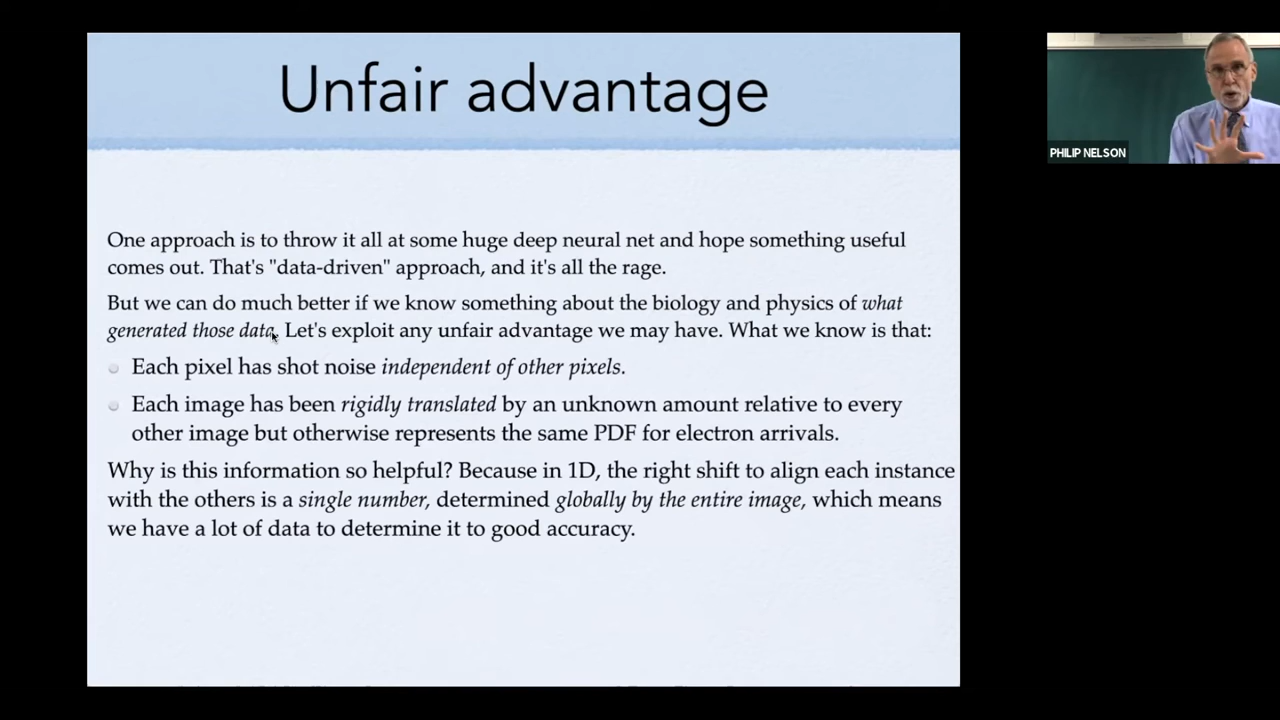 Unfair advantage
PHILIP NELSON
One approach is to throw it all at some huge deep neural net and hope something useful
comes out. That's "data-driven" approach, and it's all the rage.
But we can do much better if we know something about the biology and physics of what
generated those data. Let's exploit any unfair advantage we may have. What we know is that:
Each pixel has shot noise independent of other pixels.
Each image has been rigidly translated by an unknown amount relative to every
other image but otherwise represents the same PDF for electron arrivals.
Why is this information so helpful? Because in 1D, the right shift to align each instance
with the others is a single number, determined globally by the entire image, which means
we have a lot of data to determine it to good accuracy.